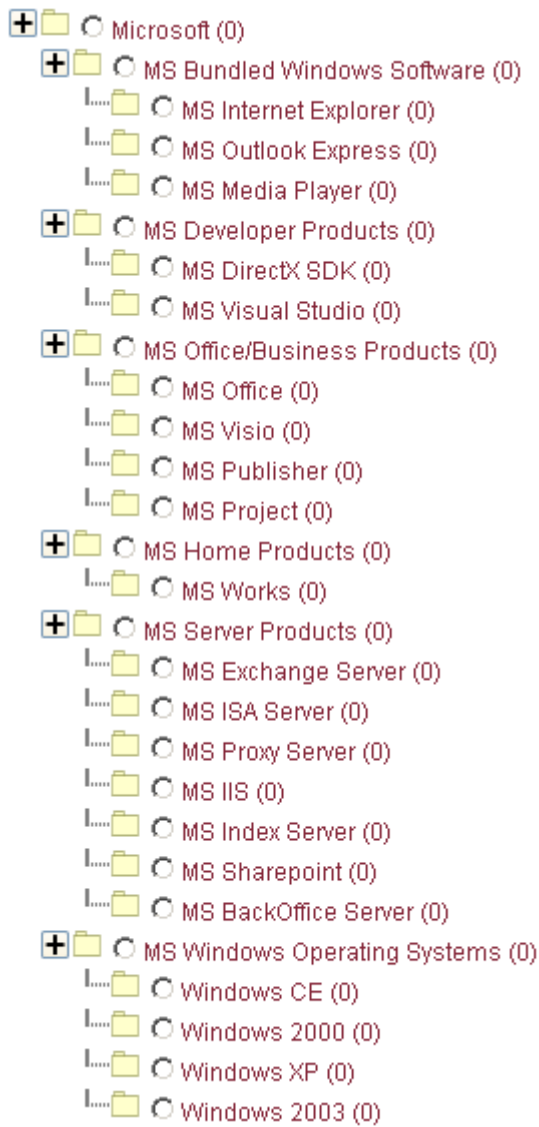 Microsoft (0)
MS Bundled Windows Software (0)
MS Internet Explorer (0)
MS Outlook Express (0)
MS Media Player (0)
MS Developer Products (0)
MS DirectX SDK (0)
MS Visual Studio (0)
MS Office/Business Products (0)
MS Office (0)
MS Visio (0)
MS Publisher (0)
MS Project (0)
MS Home Products (0)
MS Works (0)
MS Server Products (0)
MS Exchange Server (0)
MS ISA Server (0)
MS Proxy Server (0)
MS IIS (0)
MS Index Server (0)
MS Sharepoint (0)
MS BackOffice Server (0)
MS Windows Operating Systems (0)
Windows CE (0)
Windows 2000 (0)
Windows XP (0)
Windows 2003 (0)